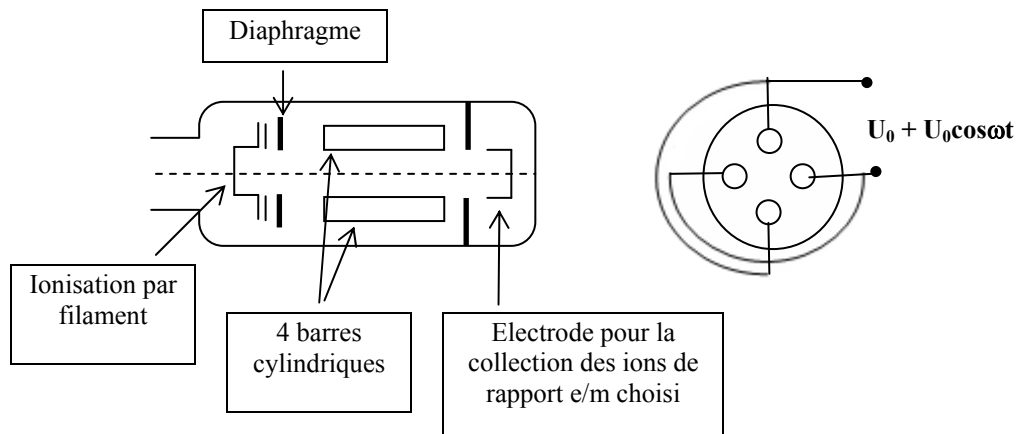 Diaphragme
U₀ + U₀cosωt
Ionisation par
filament
4 barres
cylindriques
Electrode pour la
collection des ions de
rapport e/m choisi